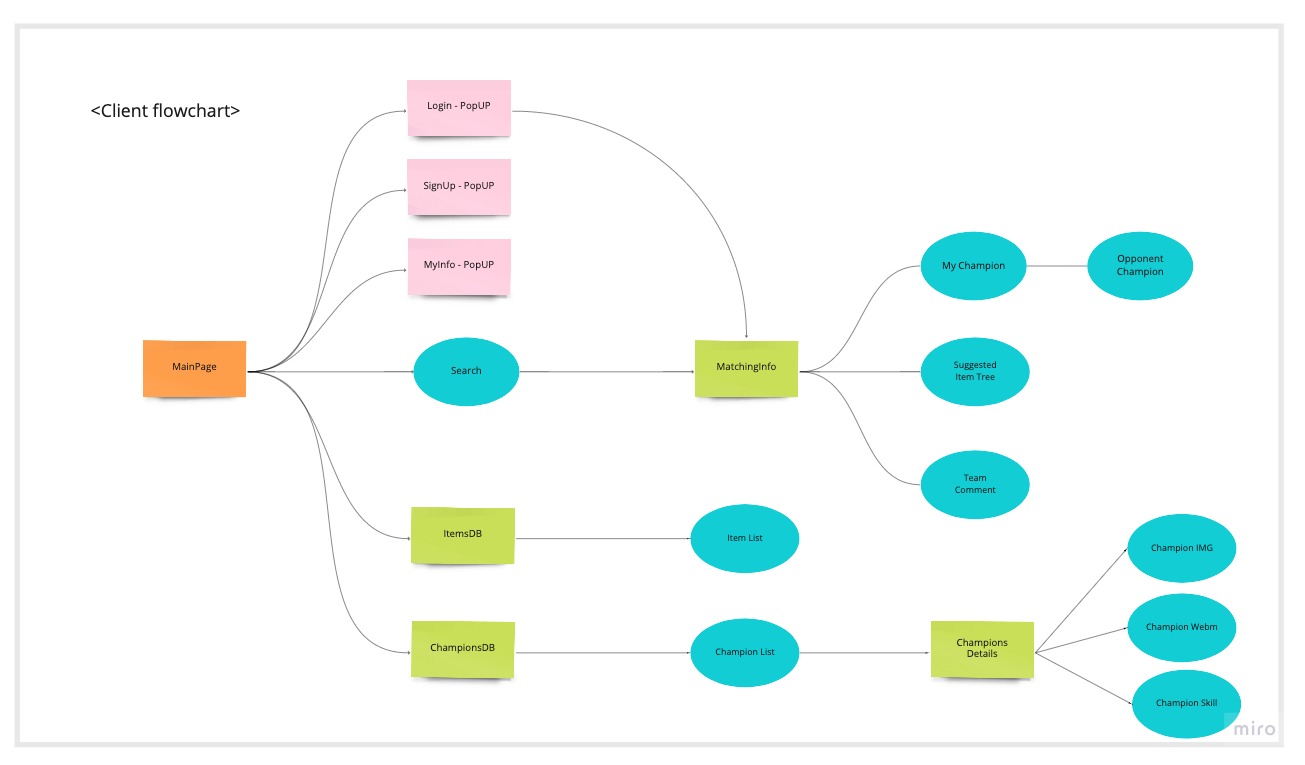 <Client flowchart>
Login - PopUP
SignUp - PopUP
MyInfo - PopUP
MainPage
Search
MatchingInfo
My Champion
Opponent
Champion
Suggested
Item Tree
Team
Comment
ItemsDB
Item List
ChampionsDB
Champion List
Champions
Details
Champion IMG
Champion Webm
Champion Skill
miro